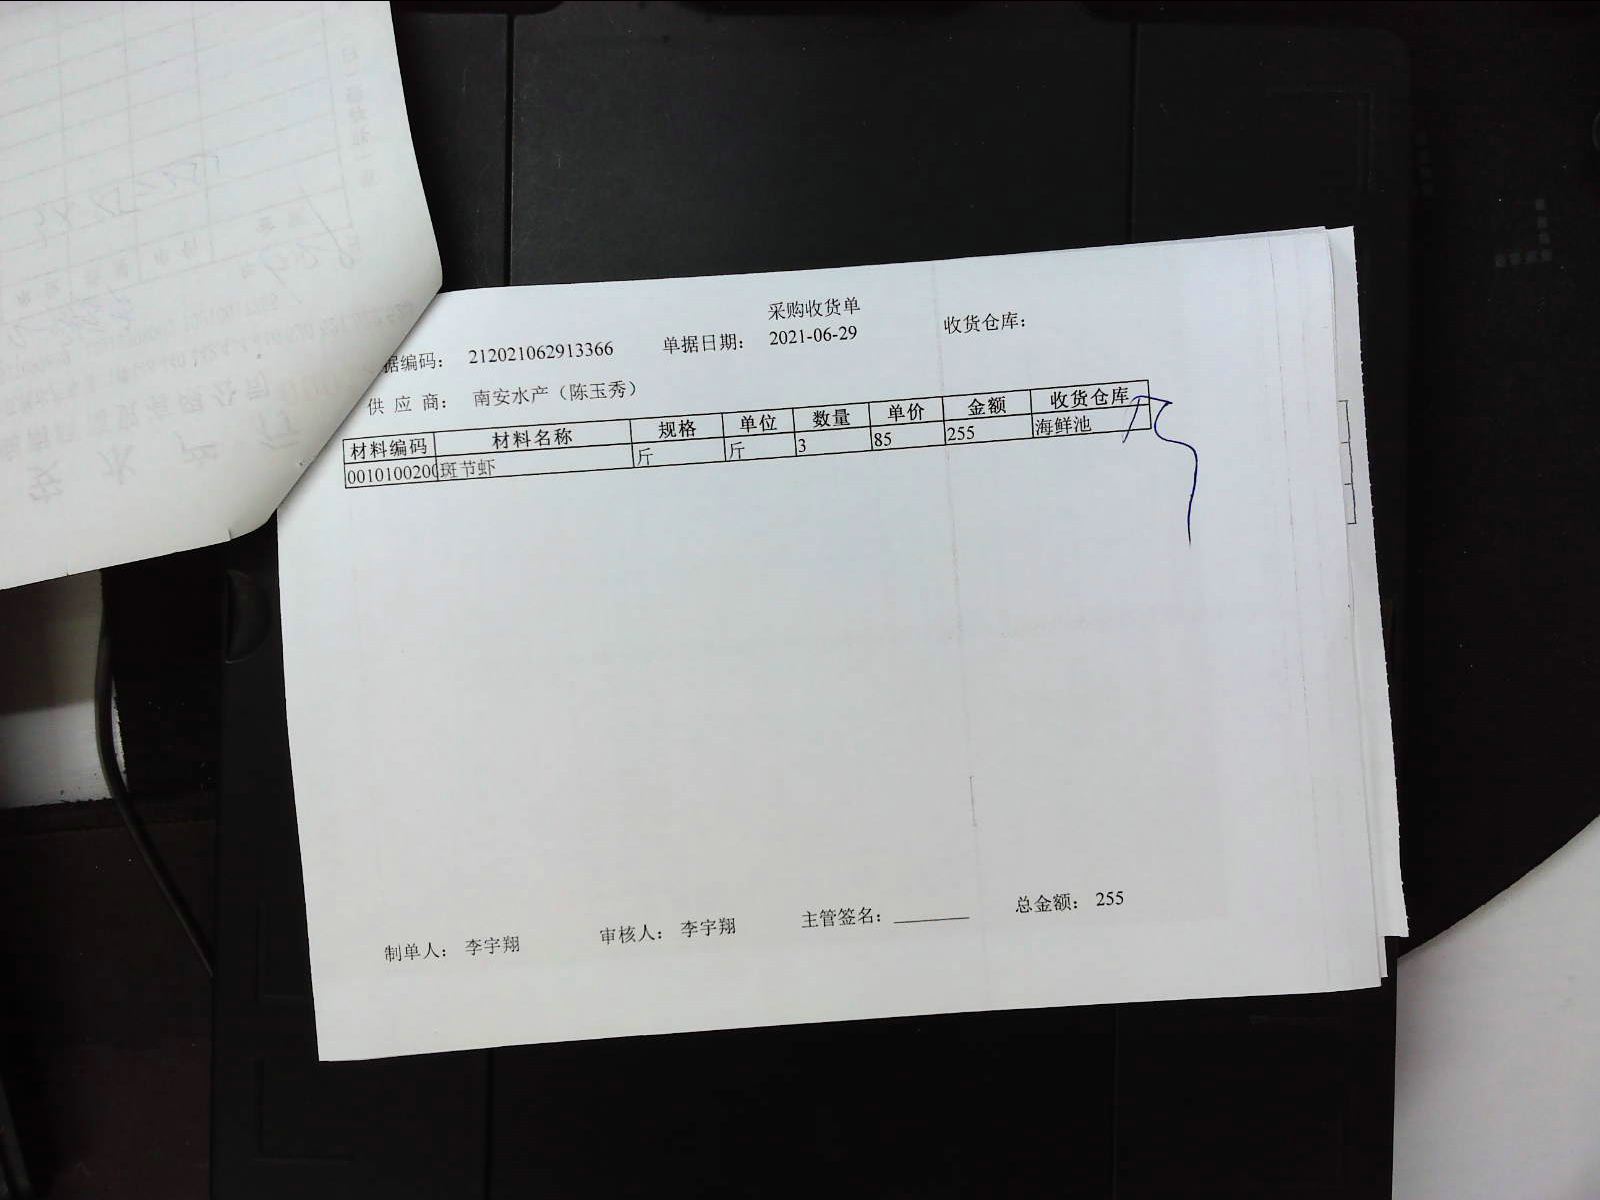 采购收货单
据编码: 212021062913366 单据日期: 2021-06-29 收货仓库:
供 应 商: 南安水产（陈玉秀）
材料编码 材料名称 规格 单位 数量 单价 金额 收货仓库
001010020 斑节虾 斤 斤 3 85 255 海鲜池
制单人: 李宇翔 审核人: 李宇翔 主管签名: 总金额: 255